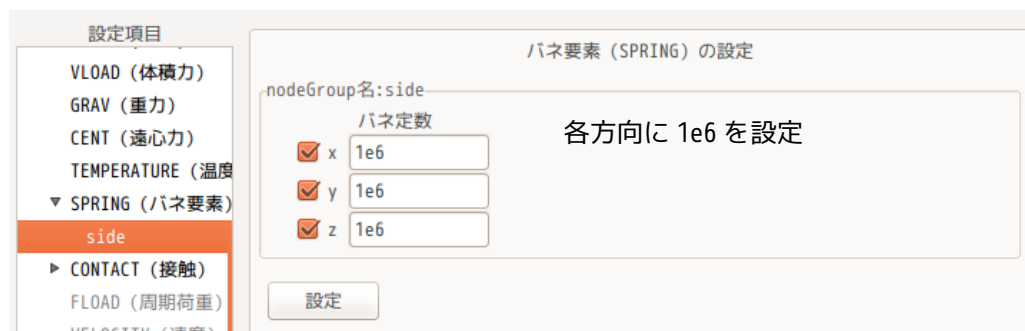 設定項目
VLOAD (体積力)
GRAV (重力)
CENT (遠心力)
TEMPERATURE (温度
SPRING (バネ要素)
side
CONTACT (接触)
FLOAD (周期荷重)
バネ要素 (SPRING) の設定
nodeGroup名:side
バネ定数
x 1e6
y 1e6
z 1e6
各方向に 1e6 を設定
設定